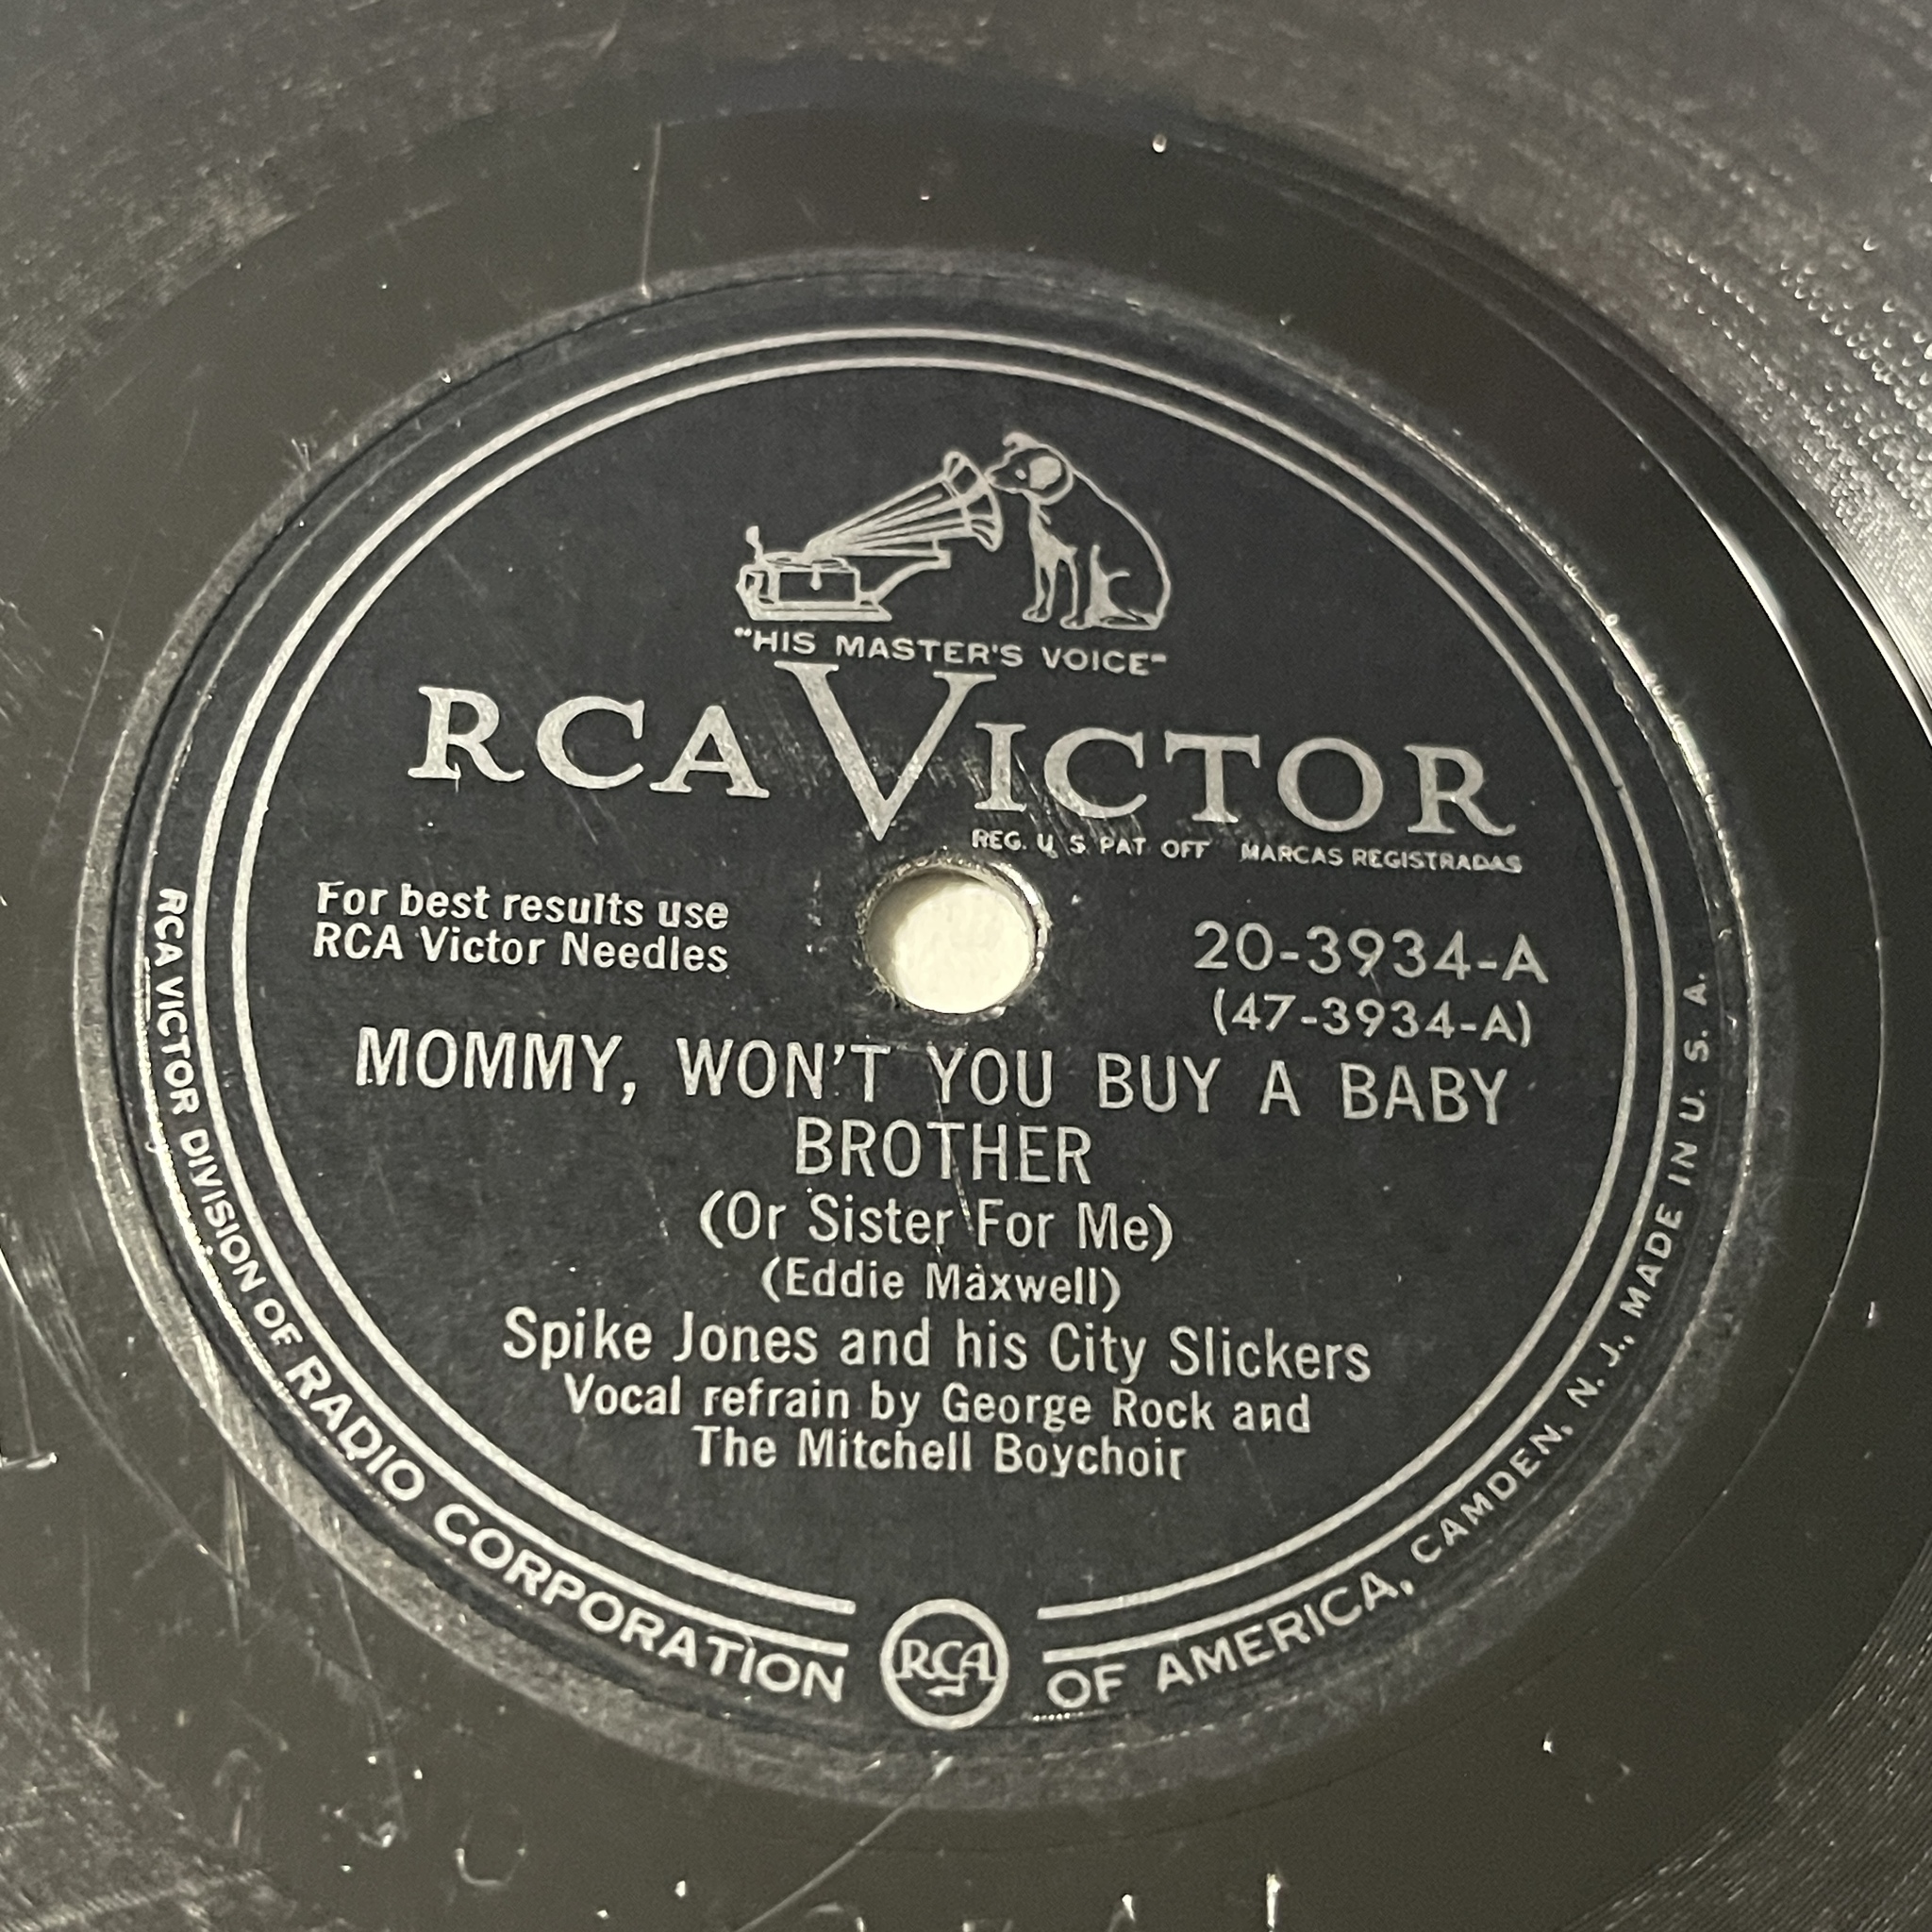 "HIS MASTER'S VOICE"
RCA VICTOR
REG. U S PAT OFF MARCAS REGISTRADAS
For best results use
RCA Victor Needles
20-3934-A
(47-3934-A)
MOMMY, WON'T YOU BUY A BABY
BROTHER
(Or Sister For Me)
(Eddie Maxwell)
Spike Jones and his City Slickers
Vocal refrain by George Rock and
The Mitchell Boychoir
RCA VICTOR DIVISION OF RADIO CORPORATION OF AMERICA, CAMDEN, N. J., MADE IN U. S. A.
RCA